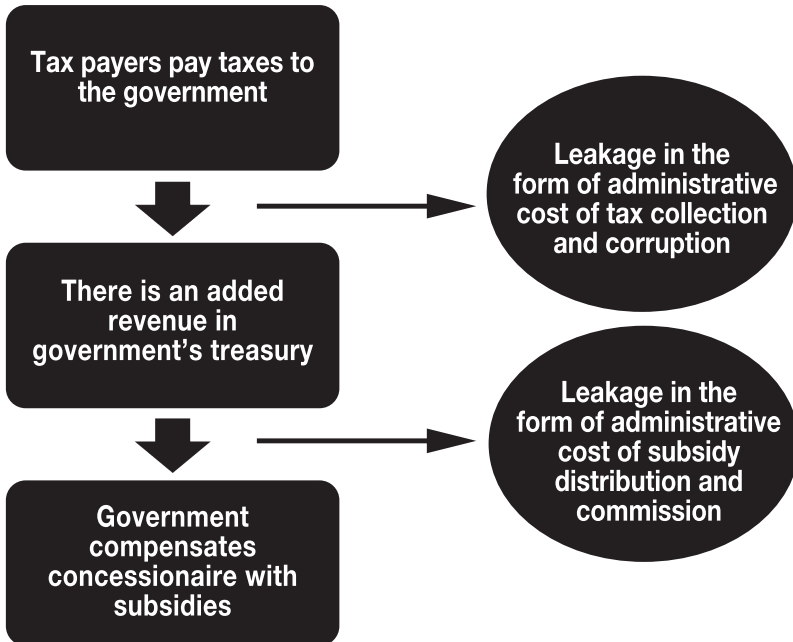 Tax payers pay taxes to
the government
Leakage in the
form of administrative
cost of tax collection
and corruption
There is an added
revenue in
government's treasury
Leakage in the
form of administrative
cost of subsidy
distribution and
commission
Government
compensates
concessionaire with
subsidies